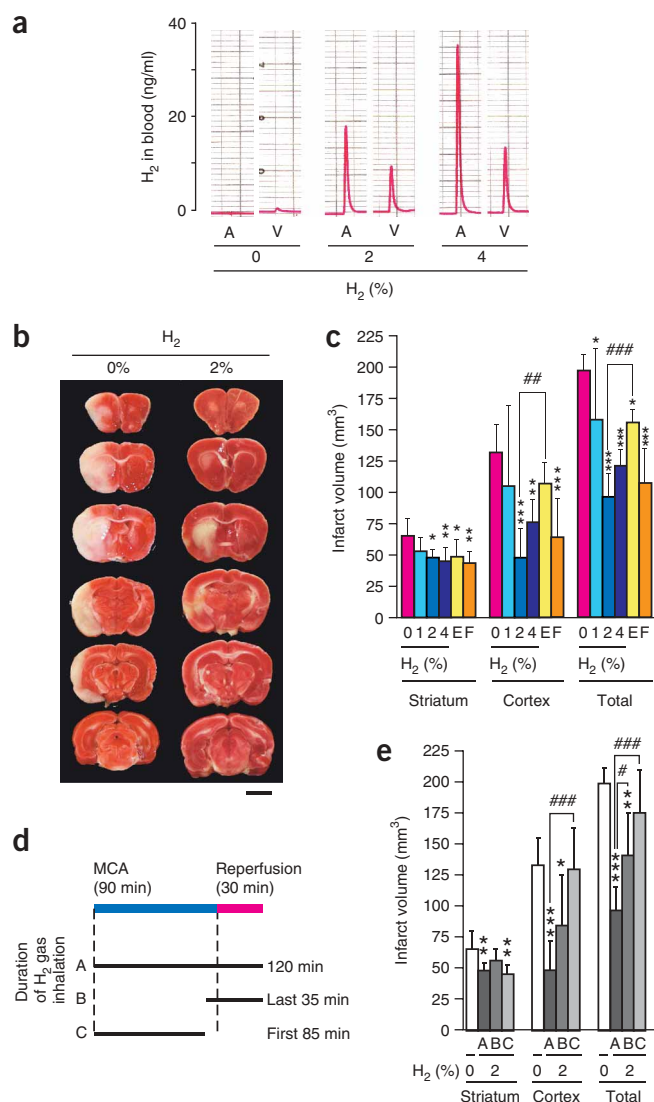 a
H2 in blood (ng/ml)
40
20
0
A V A V A V
0 2 4
H2 (%)
b
H2
0% 2%
c
Infarct volume (mm3)
225
200
175
150
125
100
75
50
25
0
*
**
*
**
##
***
**
***
###
*
***
***
*
***
0 1 2 4 E F 0 1 2 4 E F 0 1 2 4 E F
H2 (%) H2 (%) H2 (%)
Striatum Cortex Total
d
MCA
(90 min)
Reperfusion
(30 min)
Duration
of H2 gas
inhalation
A 120 min
B Last 35 min
C First 85 min
e
Infarct volume (mm3)
225
200
175
150
125
100
75
50
25
0
**
**
###
***
*
###
#
**
***
A B C A B C A B C
H2 (%) 0 2 0 2 0 2
Striatum Cortex Total